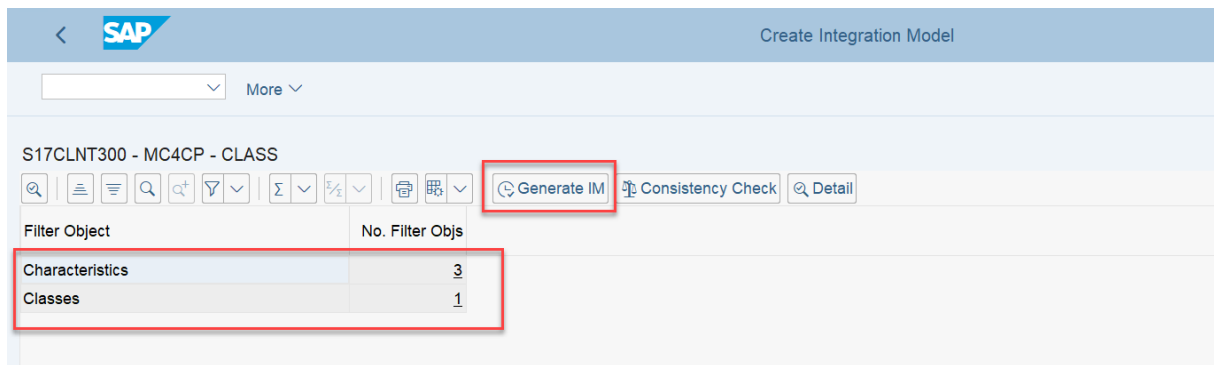 SAP
Create Integration Model
More
S17CLNT300 - MC4CP - CLASS
Generate IM Consistency Check Detail
Filter Object No. Filter Objs
Characteristics 3
Classes 1